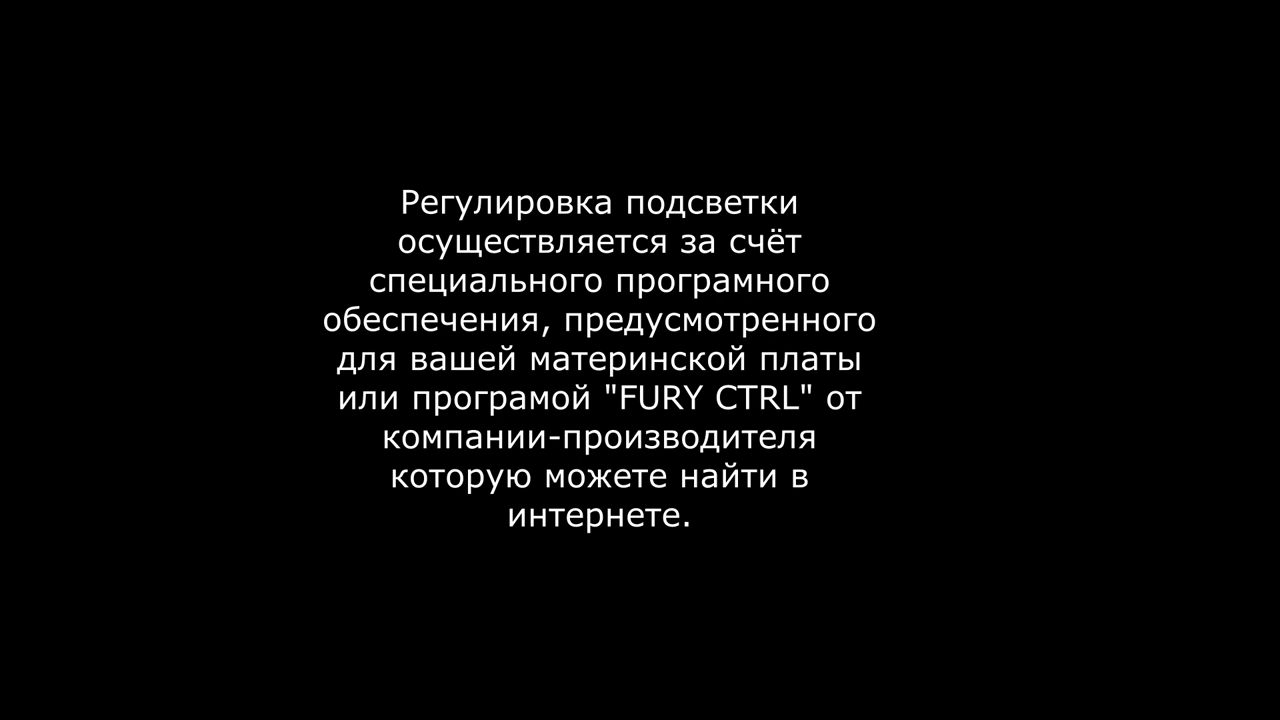 Регулировка подсветки
осуществляется за счёт
специального програмного
обеспечения, предусмотренного
для вашей материнской платы
или програмой "FURY CTRL" от
компании-производителя
которую можете найти в
интернете.